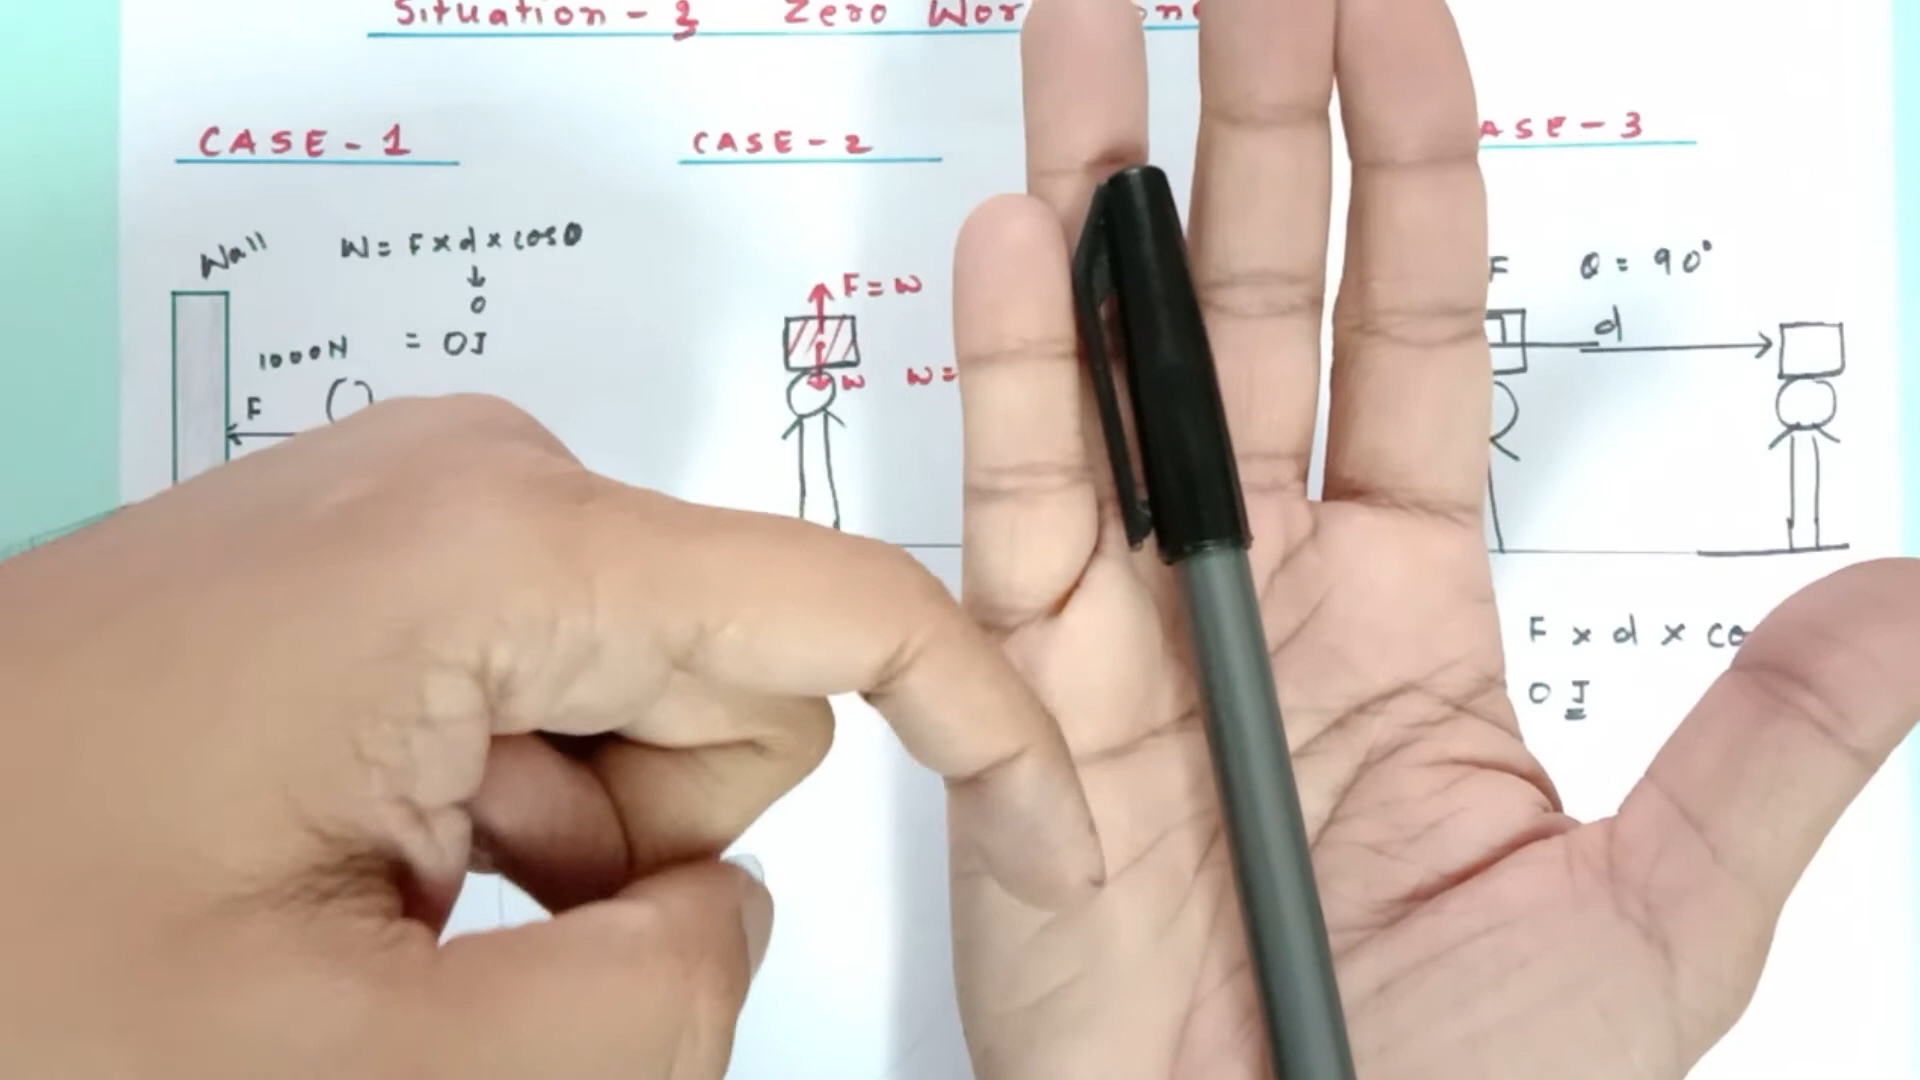 Situation - 3 Zero Wor
CASE - 1
CASE - 2
ASE - 3
Wall
W = F × d × cosθ
↓
0
= 0J
1000N
F
F = W
W
W =
F
θ = 90°
d
F × d × co
0 J